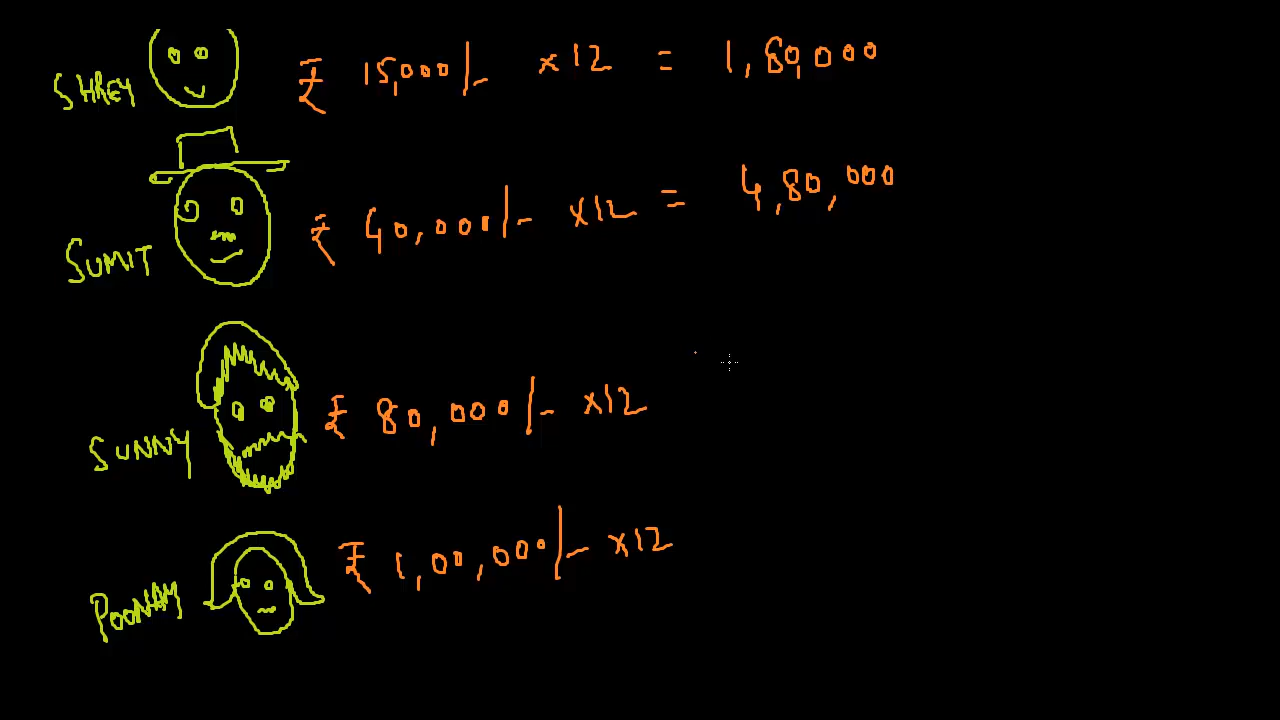 SHREY ₹ 15,000/- x12 = 1,80,000
SUMIT ₹ 40,000/- x12 = 4,80,000
SUNNY ₹ 80,000/- x12
POONAM ₹ 1,00,000/- x12